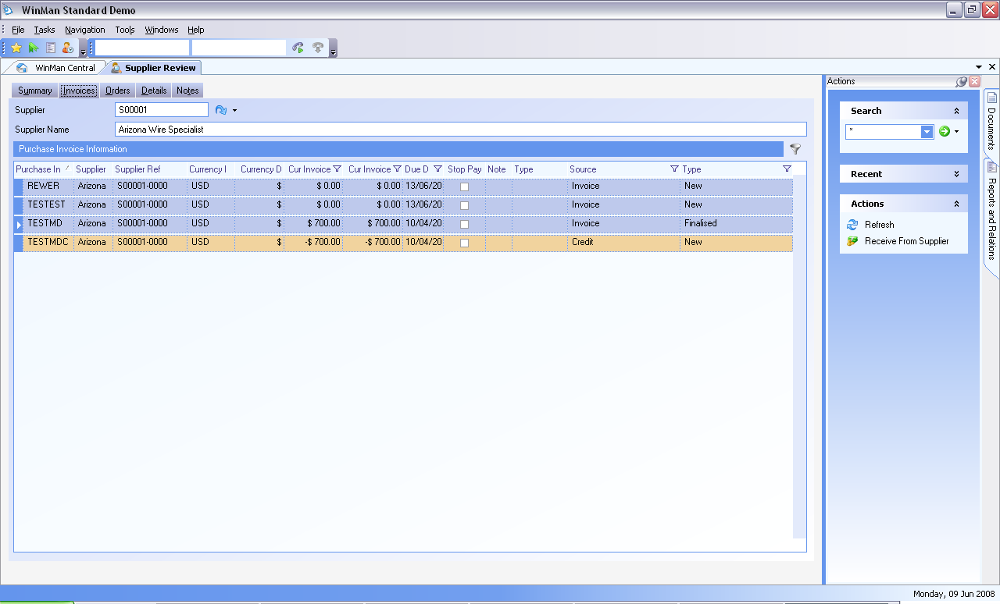 WinMan Standard Demo
File Tasks Navigation Tools Windows Help
WinMan Central Supplier Review
Summary Invoices Orders Details Notes
Supplier S00001
Supplier Name Arizona Wire Specialist
Purchase Invoice Information
Purchase In Supplier Supplier Ref Currency I Currency D Cur Invoice Cur Invoice Due D Stop Pay Note Type Source Type
REWER Arizona S00001-0000 USD $ $ 0.00 $ 0.00 13/06/20 Invoice New
TESTEST Arizona S00001-0000 USD $ $ 0.00 $ 0.00 13/06/20 Invoice New
TESTMD Arizona S00001-0000 USD $ $ 700.00 $ 700.00 10/04/20 Invoice Finalised
TESTMDC Arizona S00001-0000 USD $ -$ 700.00 -$ 700.00 10/04/20 Credit New
Actions
Search
*
Recent
Actions
Refresh
Receive From Supplier
Documents
Reports and Relations
Monday, 09 Jun 2008